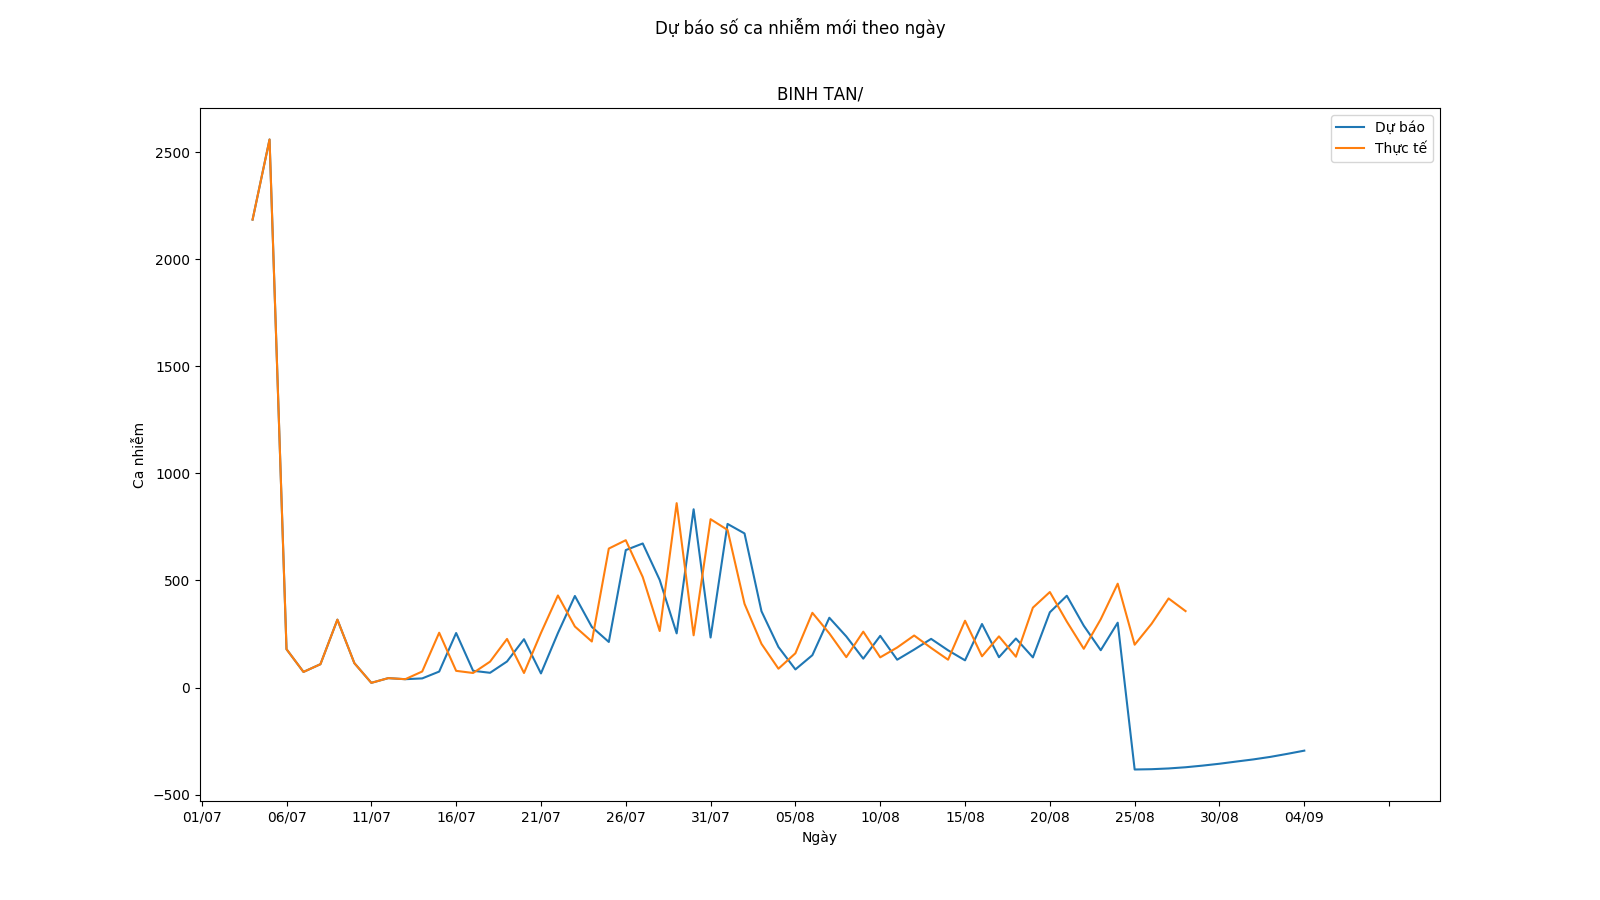 Dự báo số ca nhiễm mới theo ngày
BINH TAN/
Dự báo
Thực tế
2500
2000
1500
1000
500
0
−500
Ca nhiễm
01/07 06/07 11/07 16/07 21/07 26/07 31/07 05/08 10/08 15/08 20/08 25/08 30/08 04/09
Ngày